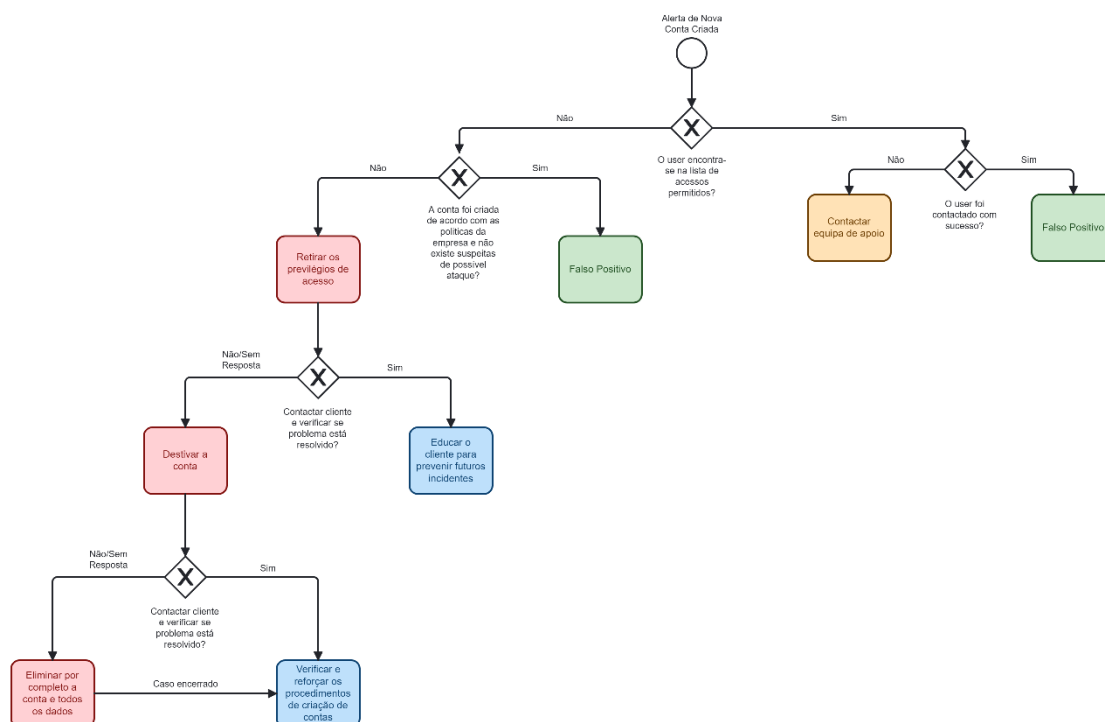 Alerta de Nova
Conta Criada
Não
Sim
X
O user encontra-
se na lista de
acessos
permitidos?
Não
Sim
X
A conta foi criada
de acordo com as
politicas da
empresa e não
existe suspeitas
de possível
ataque?
Não
Sim
X
O user foi
contactado com
sucesso?
Retirar os
previlégios de
acesso
Falso Positivo
Contactar
equipa de apoio
Falso Positivo
Não/Sem
Resposta
Sim
X
Contactar cliente
e verificar se
problema está
resolvido?
Destivar a
conta
Educar o
cliente para
prevenir futuros
incidentes
Não/Sem
Resposta
Sim
X
Contactar cliente
e verificar se
problema está
resolvido?
Eliminar por
completo a
conta e todos
os dados
Caso encerrado
Verificar e
reforçar os
procedimentos
de criação de
contas